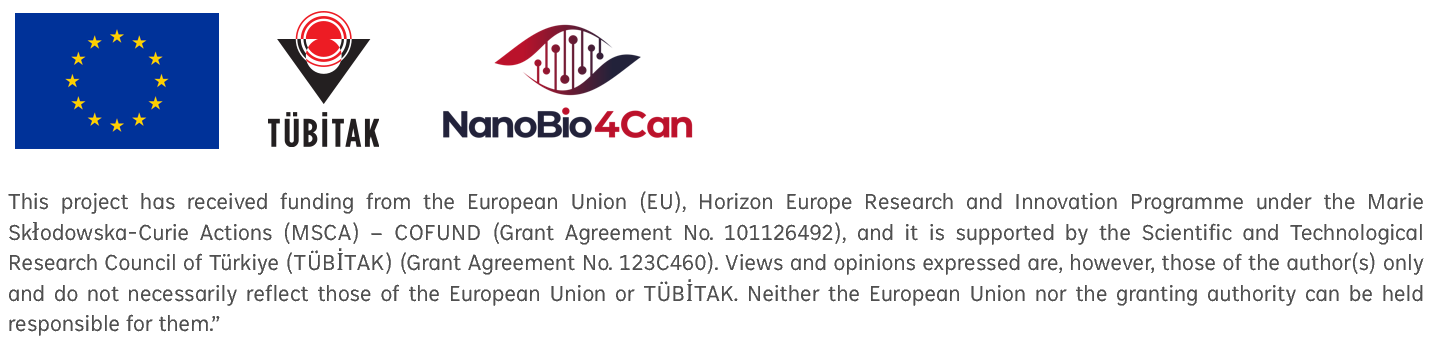 TÜBİTAK
NanoBio4Can
This project has received funding from the European Union (EU), Horizon Europe Research and Innovation Programme under the Marie
Skłodowska-Curie Actions (MSCA) – COFUND (Grant Agreement No. 101126492), and it is supported by the Scientific and Technological
Research Council of Türkiye (TÜBİTAK) (Grant Agreement No. 123C460). Views and opinions expressed are, however, those of the author(s) only
and do not necessarily reflect those of the European Union or TÜBİTAK. Neither the European Union nor the granting authority can be held
responsible for them.”